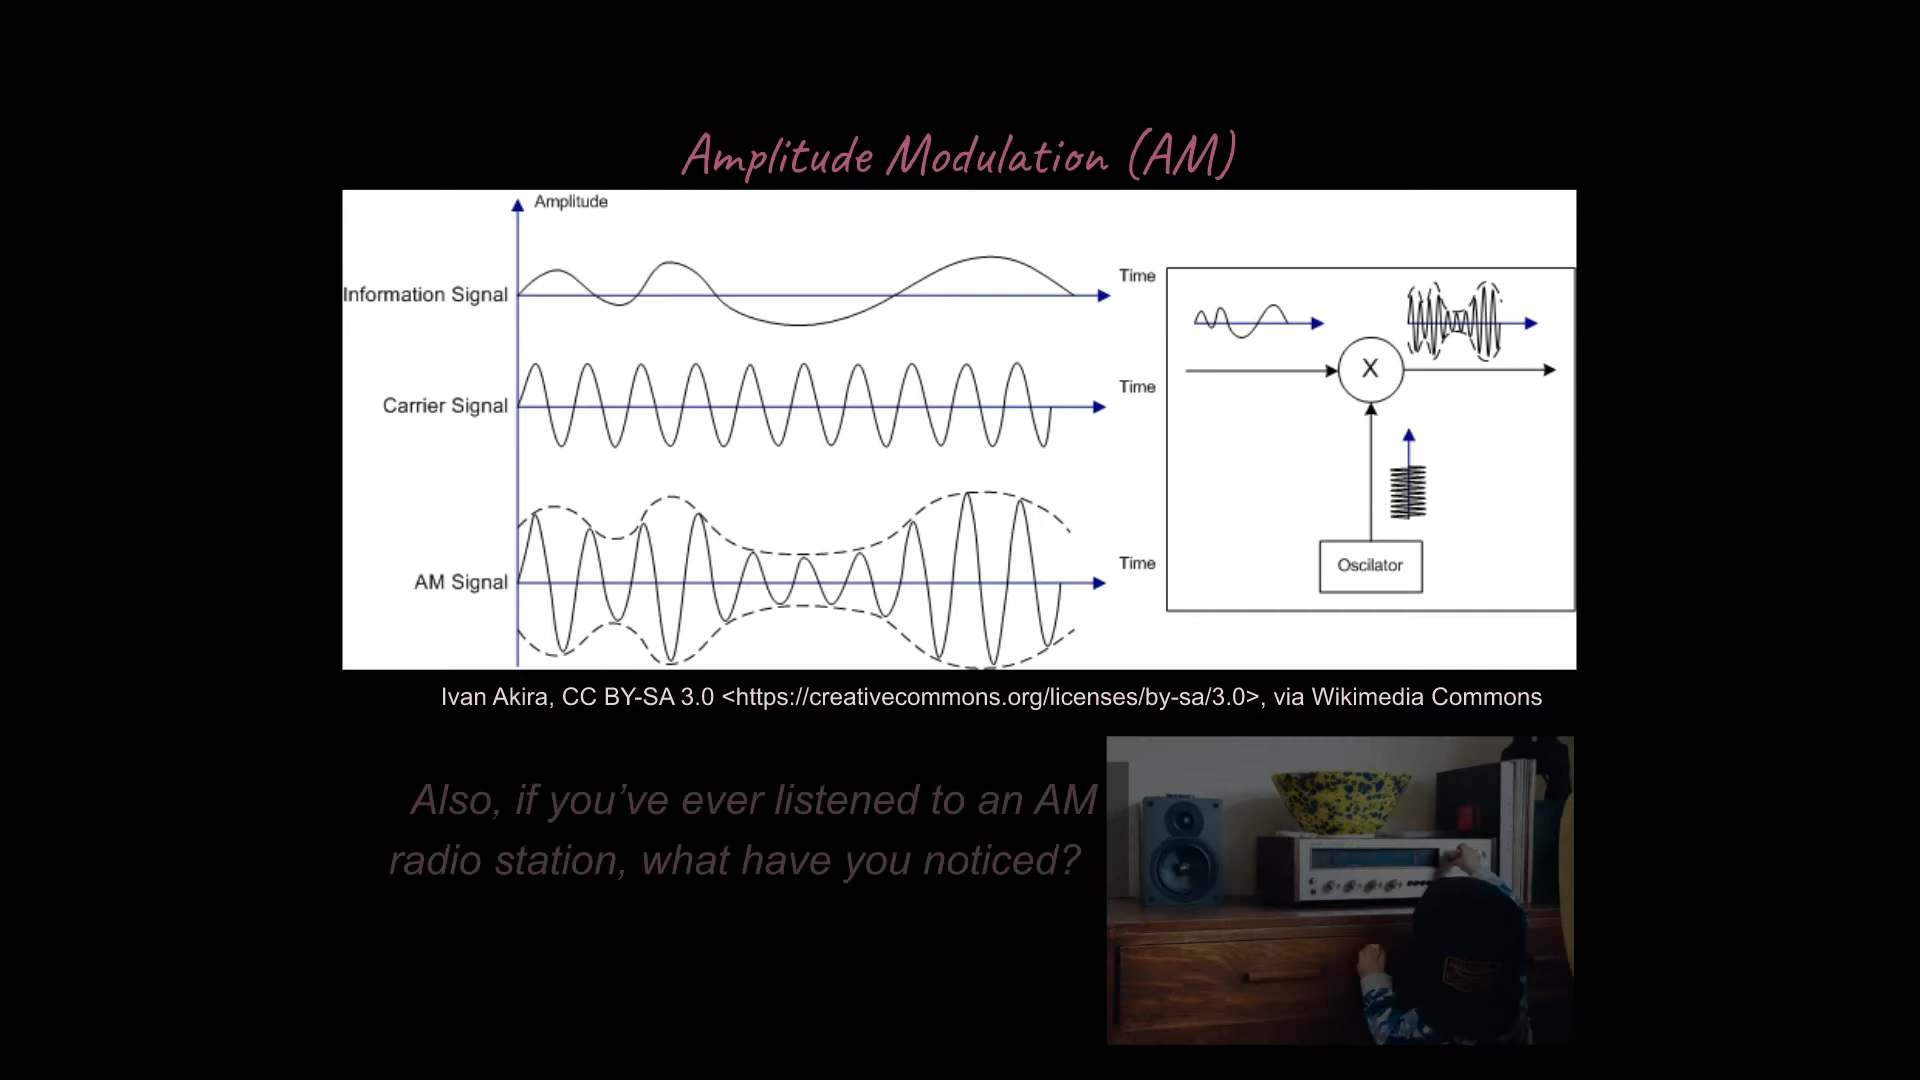 Amplitude Modulation (AM)
Amplitude
Information Signal
Time
Carrier Signal
Time
AM Signal
Time
X
Oscilator
Ivan Akira, CC BY-SA 3.0 <https://creativecommons.org/licenses/by-sa/3.0>, via Wikimedia Commons
Also, if you’ve ever listened to an AM
radio station, what have you noticed?